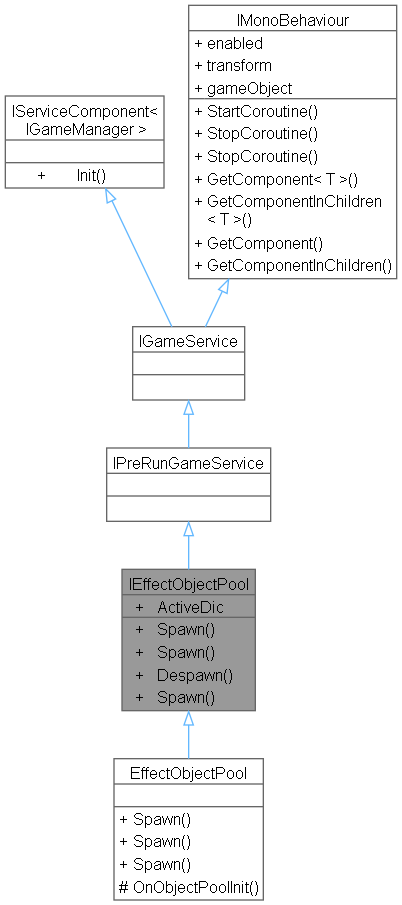 IMonoBehaviour
+ enabled
+ transform
+ gameObject
+ StartCoroutine()
+ StopCoroutine()
+ StopCoroutine()
+ GetComponent< T >()
+ GetComponentInChildren
< T >()
+ GetComponent()
+ GetComponentInChildren()
IServiceComponent<
IGameManager >
+ Init()
IGameService
IPreRunGameService
IEffectObjectPool
+ ActiveDic
+ Spawn()
+ Spawn()
+ Despawn()
+ Spawn()
EffectObjectPool
+ Spawn()
+ Spawn()
+ Spawn()
# OnObjectPoolInit()